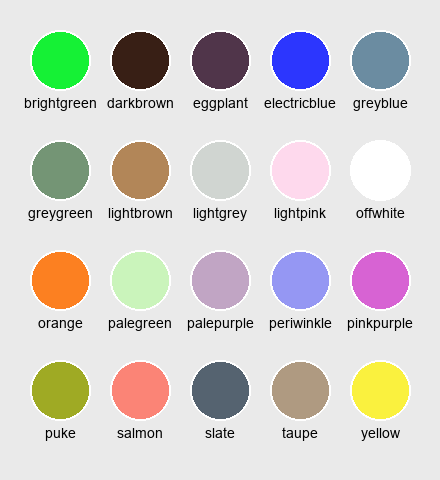 brightgreen darkbrown eggplant electricblue greyblue
greygreen lightbrown lightgrey lightpink offwhite
orange palegreen palepurple periwinkle pinkpurple
puke salmon slate taupe yellow